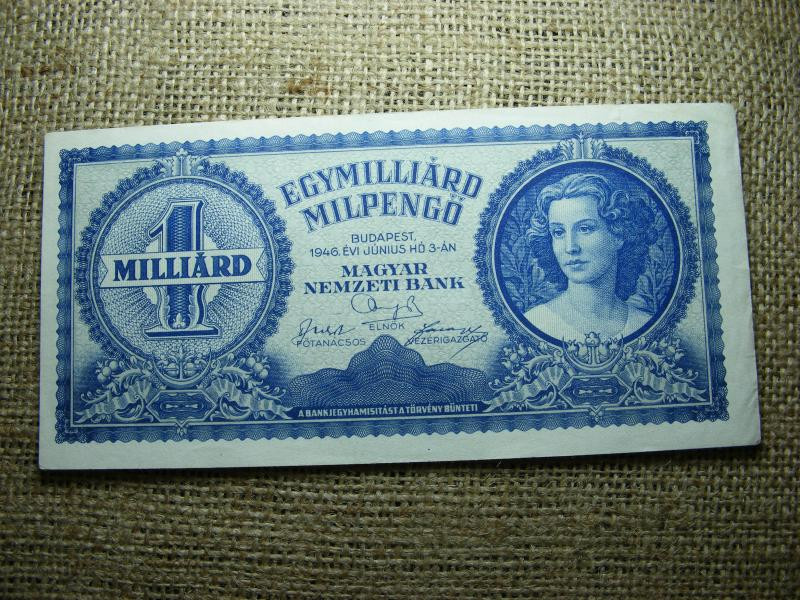 1
MILLIÁRD
EGYMILLIÁRD
MILPENGŐ
BUDAPEST,
1946. ÉVI JÚNIUS HÓ 3-ÁN
MAGYAR
NEMZETI BANK
ELNÖK
FŐTANÁCSOS VEZÉRIGAZGATÓ
A BANKJEGYHAMISÍTÁST A TÖRVÉNY BÜNTETI